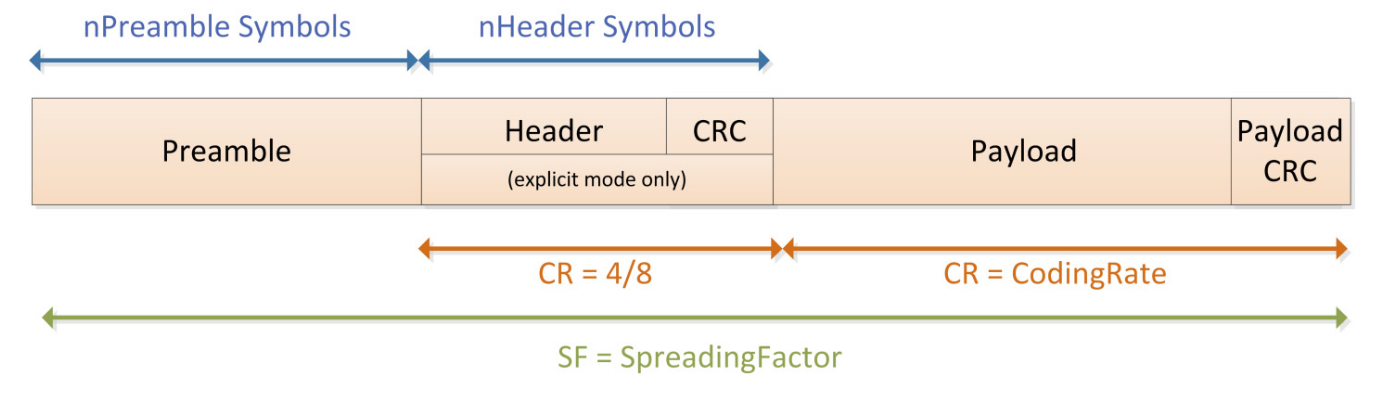 nPreamble Symbols
nHeader Symbols
Preamble
Header
CRC
(explicit mode only)
Payload
Payload
CRC
CR = 4/8
CR = CodingRate
SF = SpreadingFactor